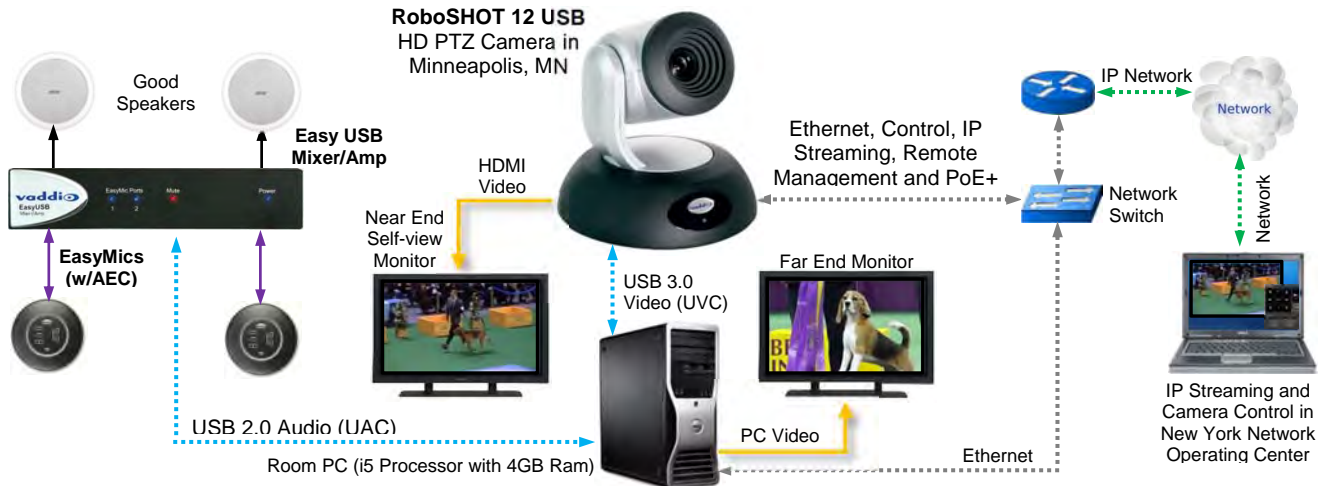 RoboSHOT 12 USB
HD PTZ Camera in
Minneapolis, MN
Good
Speakers
Easy USB
Mixer/Amp
vaddio
EasyUSB
Mixer/Amp
EasyMic Ports
1 2
Mute
Power
EasyMics
(w/AEC)
HDMI
Video
Near End
Self-view
Monitor
USB 3.0
Video (UVC)
Far End Monitor
Ethernet, Control, IP
Streaming, Remote
Management and PoE+
IP Network
Network
Network
Switch
Network
IP Streaming and
Camera Control in
New York Network
Operating Center
USB 2.0 Audio (UAC)
Room PC (i5 Processor with 4GB Ram)
PC Video
Ethernet